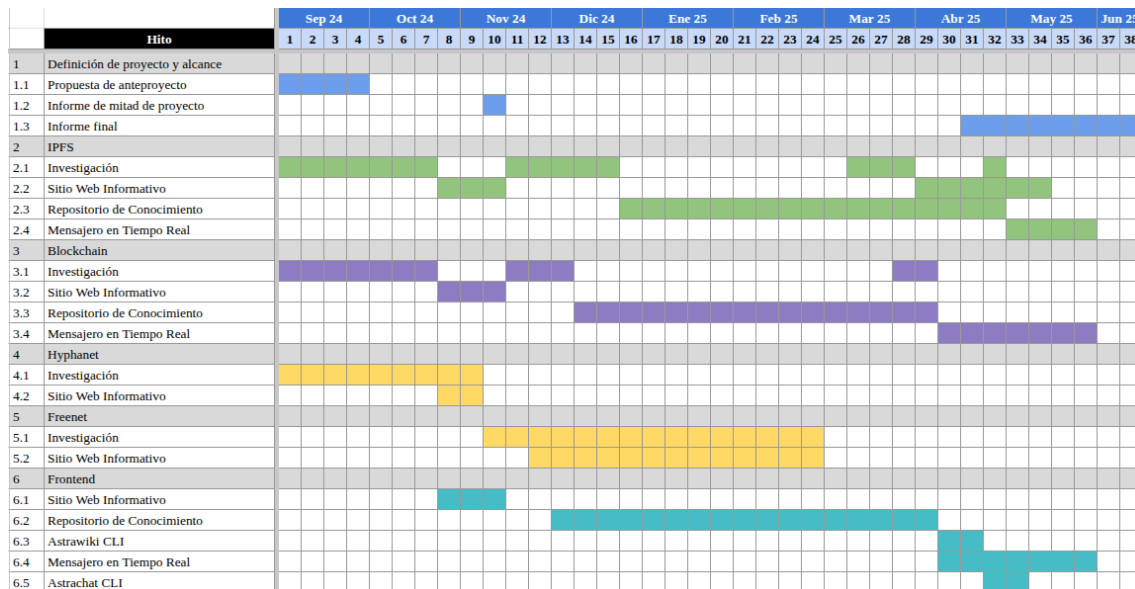 Sep 24 Oct 24 Nov 24 Dic 24 Ene 25 Feb 25 Mar 25 Abr 25 May 25 Jun 25
Hito 1 2 3 4 5 6 7 8 9 10 11 12 13 14 15 16 17 18 19 20 21 22 23 24 25 26 27 28 29 30 31 32 33 34 35 36 37 38
1 Definición de proyecto y alcance
1.1 Propuesta de anteproyecto
1.2 Informe de mitad de proyecto
1.3 Informe final
2 IPFS
2.1 Investigación
2.2 Sitio Web Informativo
2.3 Repositorio de Conocimiento
2.4 Mensajero en Tiempo Real
3 Blockchain
3.1 Investigación
3.2 Sitio Web Informativo
3.3 Repositorio de Conocimiento
3.4 Mensajero en Tiempo Real
4 Hyphanet
4.1 Investigación
4.2 Sitio Web Informativo
5 Freenet
5.1 Investigación
5.2 Sitio Web Informativo
6 Frontend
6.1 Sitio Web Informativo
6.2 Repositorio de Conocimiento
6.3 Astrawiki CLI
6.4 Mensajero en Tiempo Real
6.5 Astrachat CLI